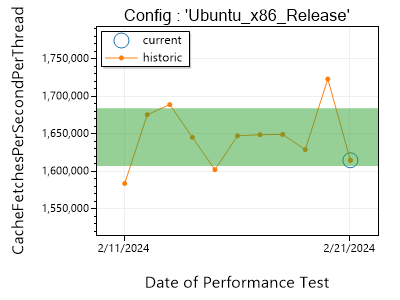 Config : 'Ubuntu_x86_Release'
CacheFetchesPerSecondPerThread
current
historic
1,750,000
1,700,000
1,650,000
1,600,000
1,550,000
2/11/2024
2/21/2024
Date of Performance Test